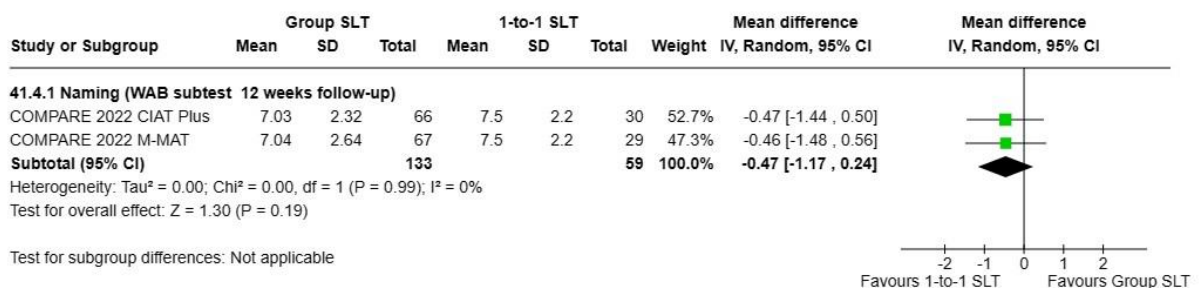 Group SLT 1-to-1 SLT Mean difference Mean difference
Study or Subgroup Mean SD Total Mean SD Total Weight IV, Random, 95% CI IV, Random, 95% CI
41.4.1 Naming (WAB subtest 12 weeks follow-up)
COMPARE 2022 CIAT Plus 7.03 2.32 66 7.5 2.2 30 52.7% -0.47 [-1.44 , 0.50]
COMPARE 2022 M-MAT 7.04 2.64 67 7.5 2.2 29 47.3% -0.46 [-1.48 , 0.56]
Subtotal (95% CI) 133 59 100.0% -0.47 [-1.17 , 0.24]
Heterogeneity: Tau² = 0.00; Chi² = 0.00, df = 1 (P = 0.99); I² = 0%
Test for overall effect: Z = 1.30 (P = 0.19)
Test for subgroup differences: Not applicable
-2 -1 0 1 2
Favours 1-to-1 SLT Favours Group SLT